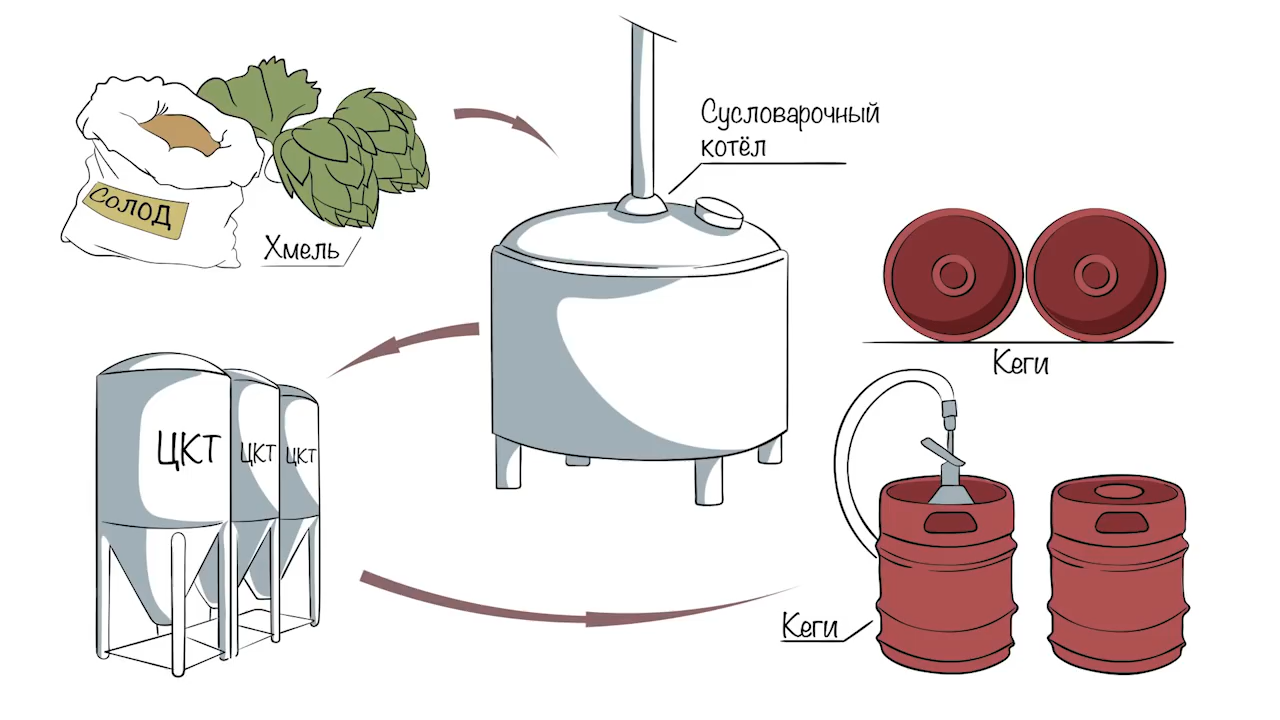 Солод
Хмель
Сусловарочный
котёл
Кеги
ЦКТ
ЦКТ
ЦКТ
Кеги